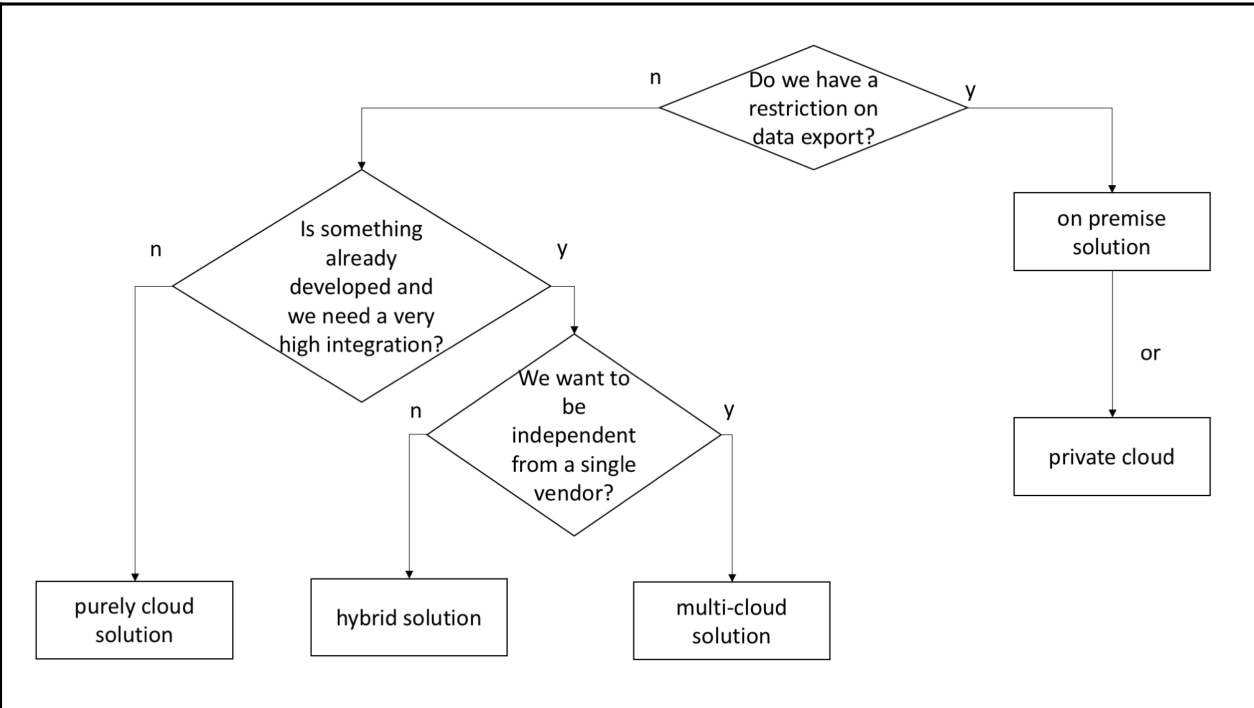 n
Do we have a
restriction on
data export?
y
on premise
solution
or
private cloud
n
Is something
already
developed and
we need a very
high integration?
y
n
We want to
be
independent
from a single
vendor?
y
purely cloud
solution
hybrid solution
multi-cloud
solution